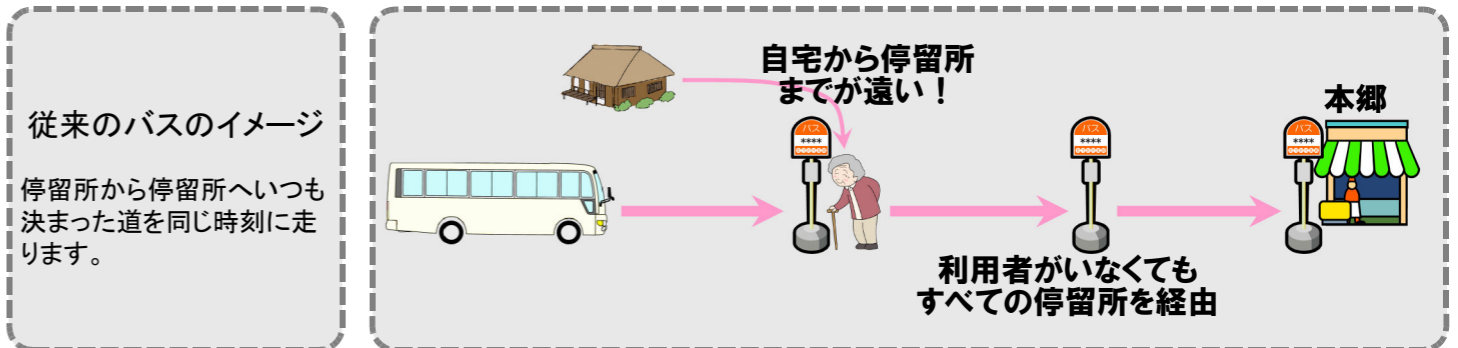 従来のバスのイメージ
停留所から停留所へいつも
決まった道を同じ時刻に走
ります。
自宅から停留所
までが遠い！
本郷
バス
****
バス
****
バス
****
利用者がいなくても
すべての停留所を経由